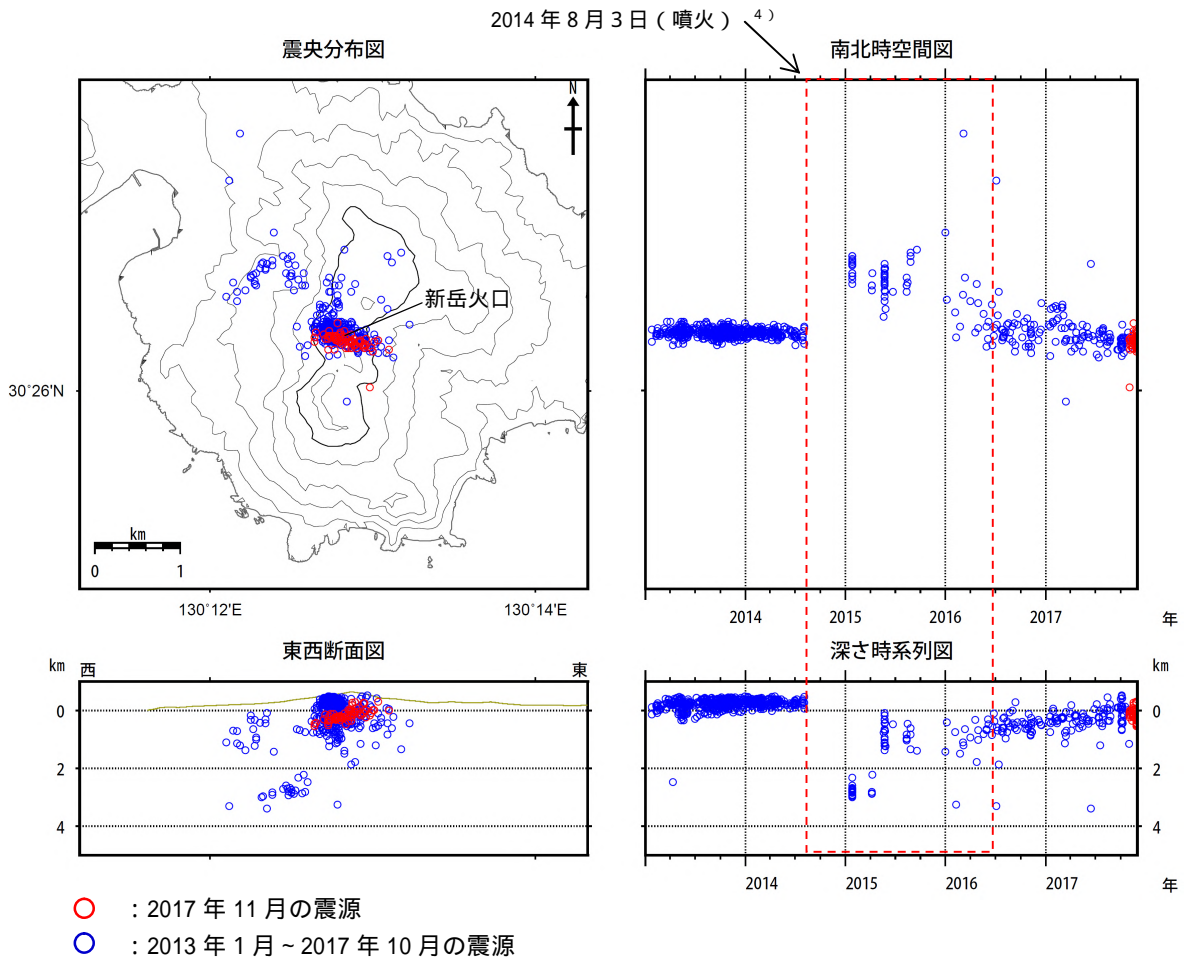 2014 年 8 月 3 日（噴火） 4）
震央分布図
南北時空間図
N
新岳火口
30°26'N
km
0 1
130°12'E 130°14'E
2014 2015 2016 2017 年
東西断面図
深さ時系列図
km 西 東
km
0
2
4
0
2
4
2014 2015 2016 2017 年
：2017 年 11 月の震源
：2013 年 1 月～2017 年 10 月の震源